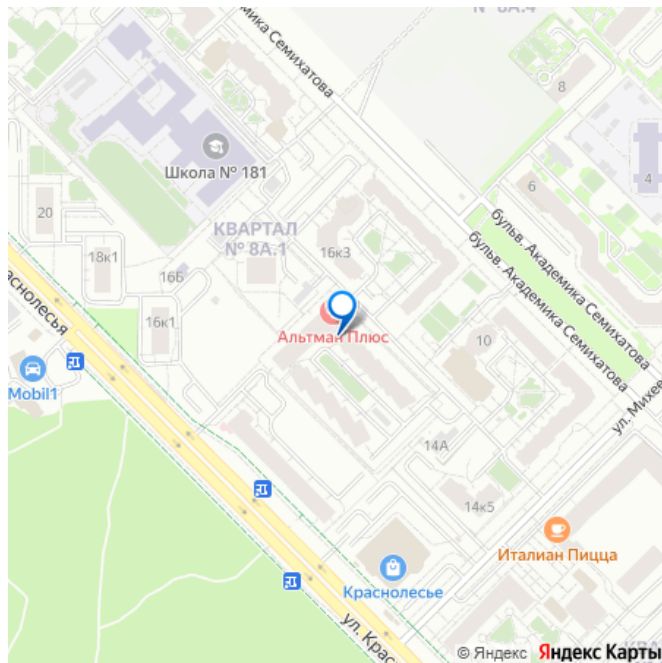 № 8А.4
мика Семихатова
8
4
Школа № 181
6
бульв. Академика Семихатова
бульв. Академика Семихатова
20
КВАРТАЛ
№ 8А.1
16к3
18к1
16Б
раснолесья
16к1
Альтман Плюс
10
Mobil1
ул. Михе
14А
14к5
Италиан Пицца
Краснолесье
ул. Крас
© Яндекс Яндекс Карты